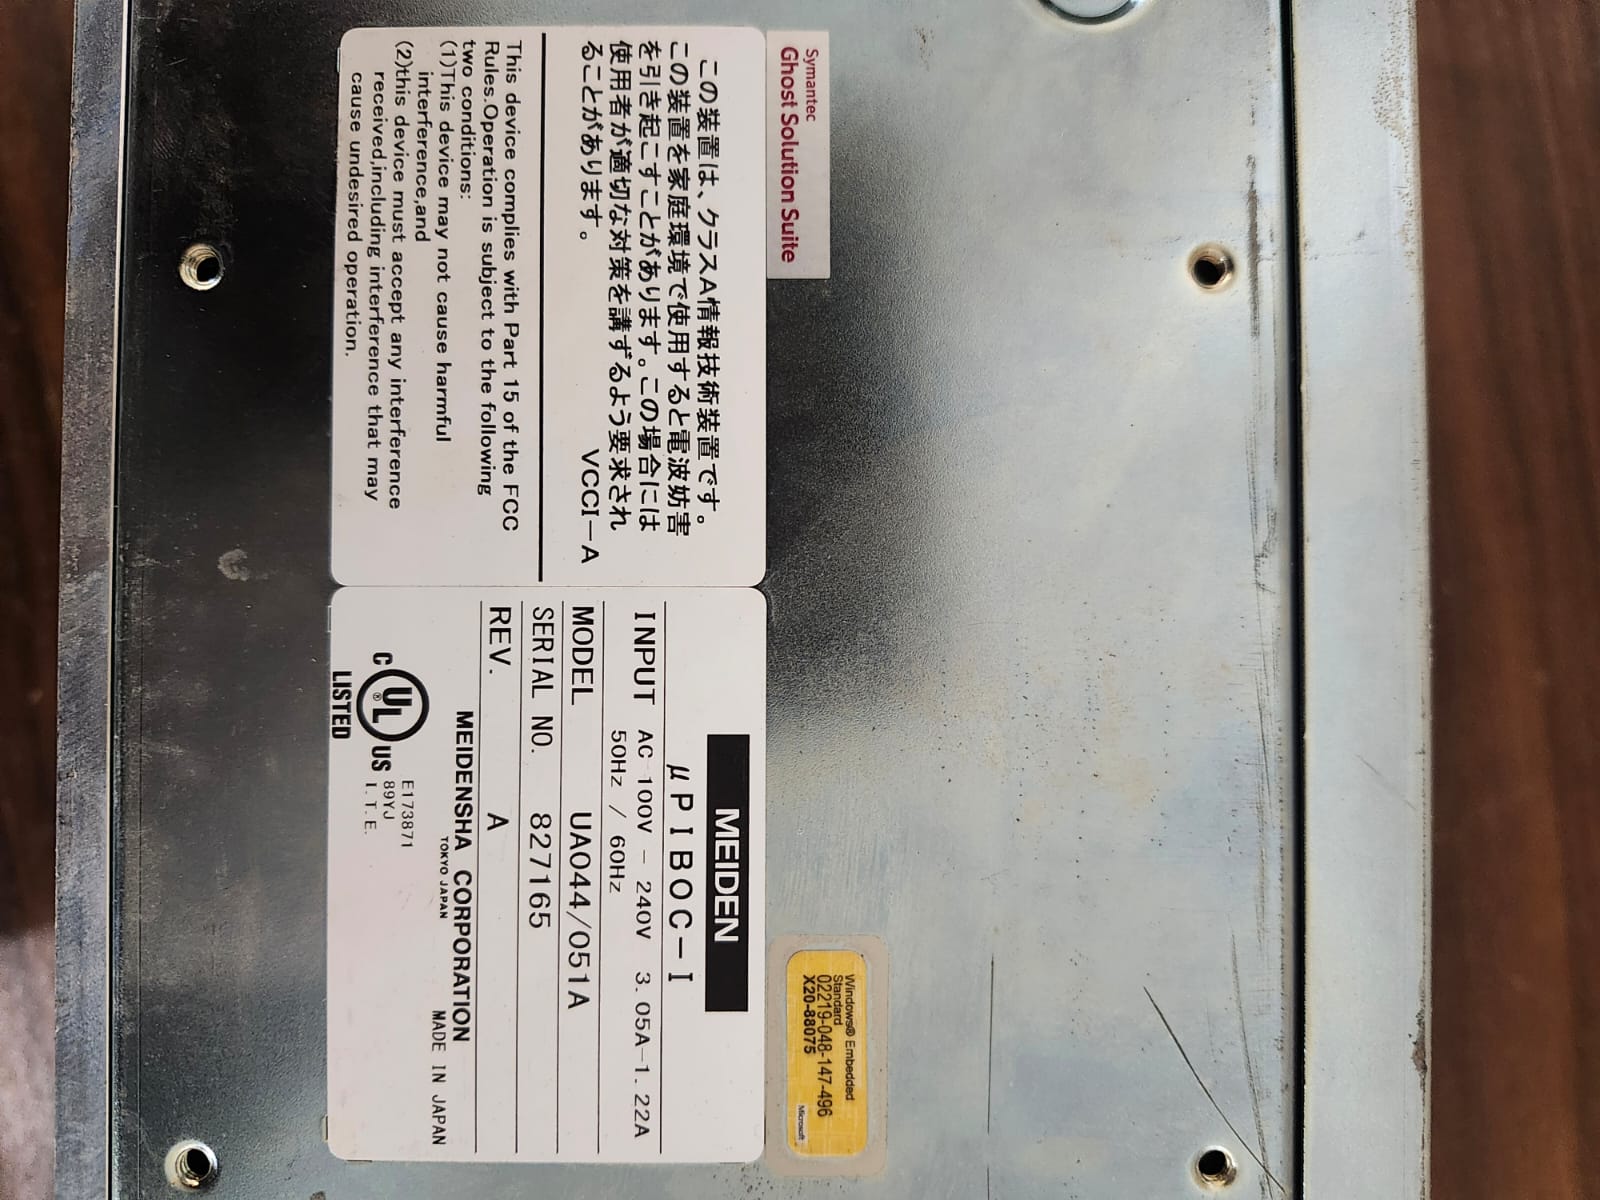 Symantec
Ghost Solution Suite
この装置は、クラスA情報技術装置です。
この装置を家庭環境で使用すると電波妨害
を引き起こすことがあります。この場合には
使用者が適切な対策を講ずるよう要求され
ることがあります。
VCCI-A
This device complies with Part 15 of the FCC
Rules.Operation is subject to the following
two conditions:
(1)This device may not cause harmful
interference,and
(2)this device must accept any interference
received,including interference that may
cause undesired operation.
Windows® Embedded
Standard
02219-048-147-496
X20-88075
Microsoft
MEIDEN
μPIBOC-I
INPUT AC 100V - 240V 3.05A-1.22A
50Hz / 60Hz
MODEL UA044/051A
SERIAL NO. 827165
REV. A
MEIDENSHA CORPORATION
TOKYO JAPAN MADE IN JAPAN
C UL® US
LISTED
E173871
89YJ
I.T.E.